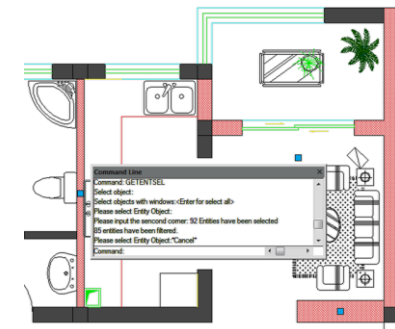 Command Line
Command: GETENTSEL
Select object:
Select objects with windows:<Enter for select all>
Please select Entity Object:
Please input the sencond corner: 92 Entities have been selected
85 entities have been filtered.
Please select Entity Object:*Cancel*
Command: